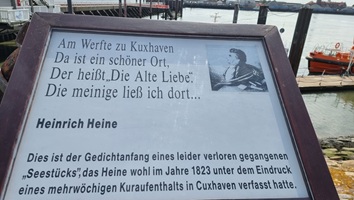 Am Werfte zu Kuxhaven
Da ist ein schöner Ort,
Der heißt„Die Alte Liebe“.
Die meinige ließ ich dort...
Heinrich Heine
Dies ist der Gedichtanfang eines leider verloren gegangenen
„Seestücks“, das Heine wohl im Jahre 1823 unter dem Eindruck
eines mehrwöchigen Kuraufenthalts in Cuxhaven verfasst hatte.